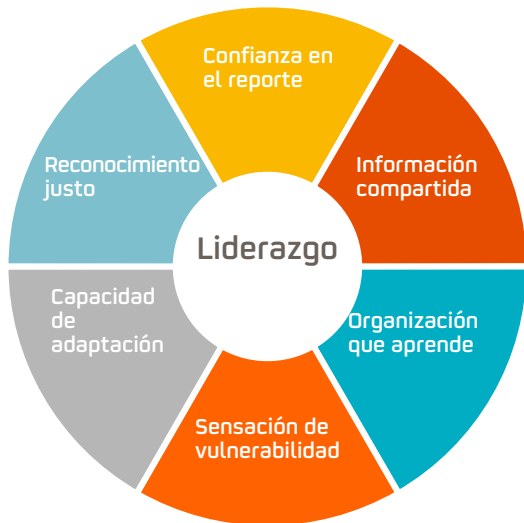 Confianza en
el reporte
Información
compartida
Organización
que aprende
Sensación de
vulnerabilidad
Capacidad
de
adaptación
Reconocimiento
justo
Liderazgo